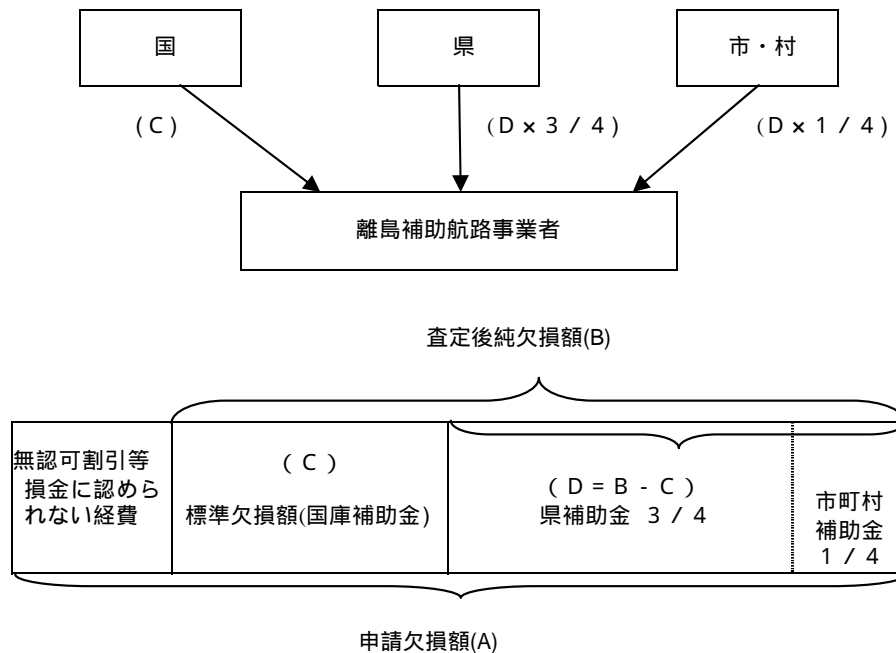 国
県
市・村
(C)
(D×3/4)
(D×1/4)
離島補助航路事業者
査定後純欠損額(B)
無認可割引等
損金に認めら
れない経費
(C)
標準欠損額(国庫補助金)
(D=B-C)
県補助金 3/4
市町村
補助金
1/4
申請欠損額(A)